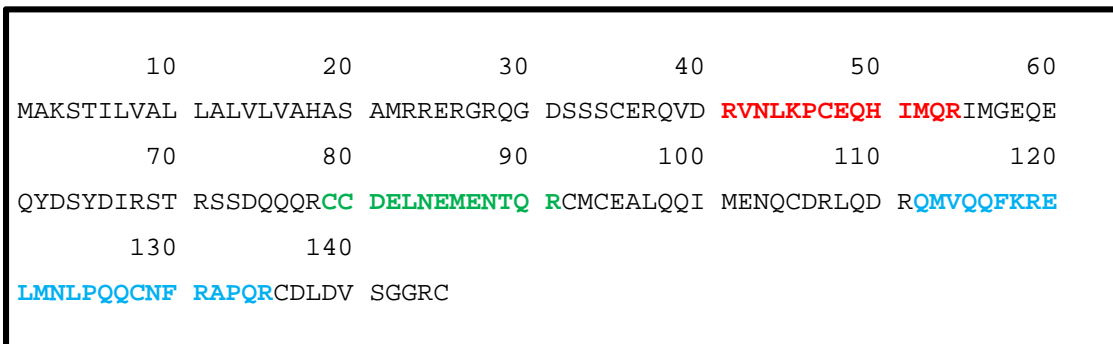 10 20 30 40 50 60
MAKSTILVAL LALVLVAHAS AMRRERGRQG DSSSCERQVD RVNLKPCEQH IMQRIMGEQE
70 80 90 100 110 120
QYDSYDIRST RSSDQQQRCC DELNEMENTQ RCMCEALQQI MENQCDRLQD RQMVQQFKRE
130 140
LMNLPQQCNF RAPQRCDLDV SGGRC